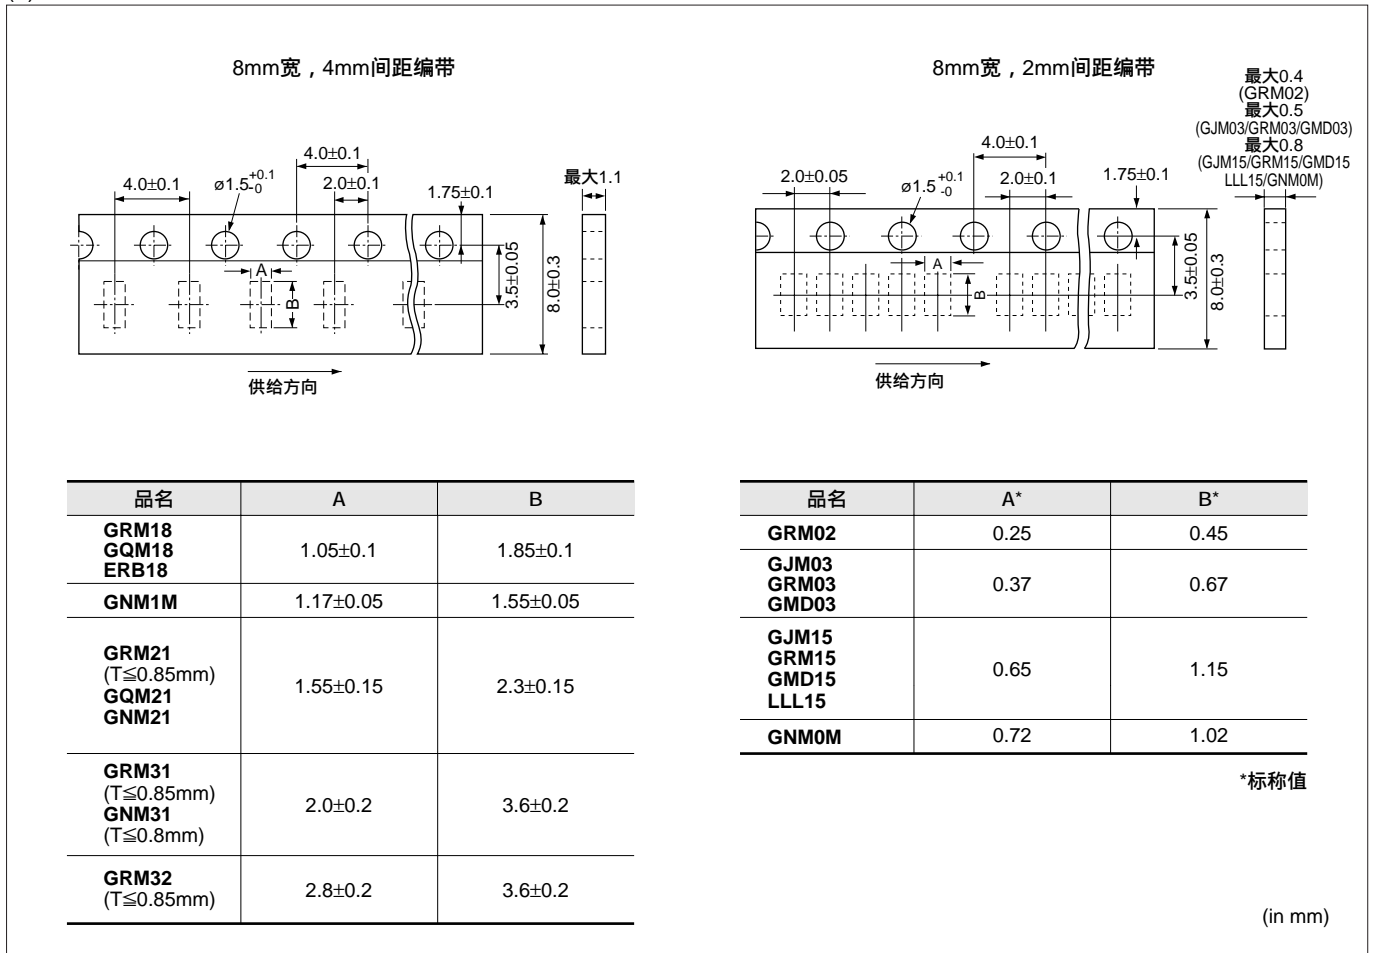 8mm宽，4mm间距编带
4.0±0.1
4.0±0.1
ø1.5+0.1-0
2.0±0.1
1.75±0.1
最大1.1
A
B
3.5±0.05
8.0±0.3
供给方向
8mm宽，2mm间距编带
最大0.4
(GRM02)
最大0.5
(GJM03/GRM03/GMD03)
最大0.8
(GJM15/GRM15/GMD15
LLL15/GNM0M)
4.0±0.1
2.0±0.05
ø1.5+0.1-0
2.0±0.1
1.75±0.1
A
B
3.5±0.05
8.0±0.3
供给方向
品名 A B
GRM18
GQM18 1.05±0.1 1.85±0.1
ERB18
GNM1M 1.17±0.05 1.55±0.05
GRM21
(T≦0.85mm)
GQM21 1.55±0.15 2.3±0.15
GNM21
GRM31
(T≦0.85mm)
GNM31 2.0±0.2 3.6±0.2
(T≦0.8mm)
GRM32
(T≦0.85mm) 2.8±0.2 3.6±0.2
品名 A* B*
GRM02 0.25 0.45
GJM03
GRM03 0.37 0.67
GMD03
GJM15
GRM15
GMD15 0.65 1.15
LLL15
GNM0M 0.72 1.02
*标称值
(in mm)